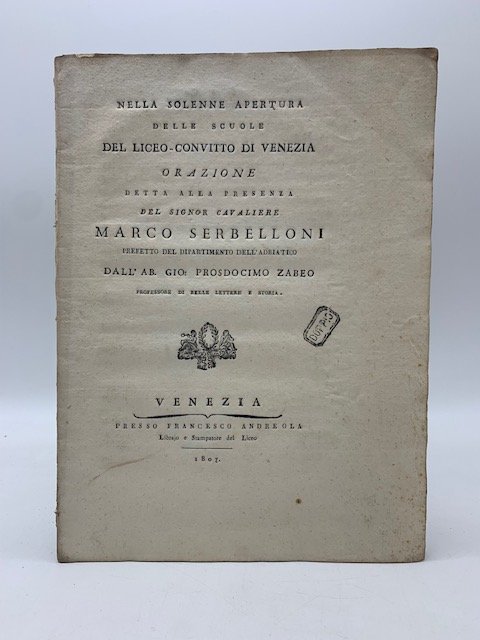 NELLA SOLENNE APERTURA
DELLE SCUOLE
DEL LICEO-CONVITTO DI VENEZIA
ORAZIONE
DETTA ALLA PRESENZA
DEL SIGNOR CAVALIERE
MARCO SERBELLONI
PREFETTO DEL DIPARTIMENTO DELL'ADRIATICO
DALL'AB. GIO: PROSDOCIMO ZABEO
PROFESSORE DI BELLE LETTERE E STORIA.
DUPLIC
VENEZIA
PRESSO FRANCESCO ANDREOLA
Librajo e Stampatore del Liceo
1807.